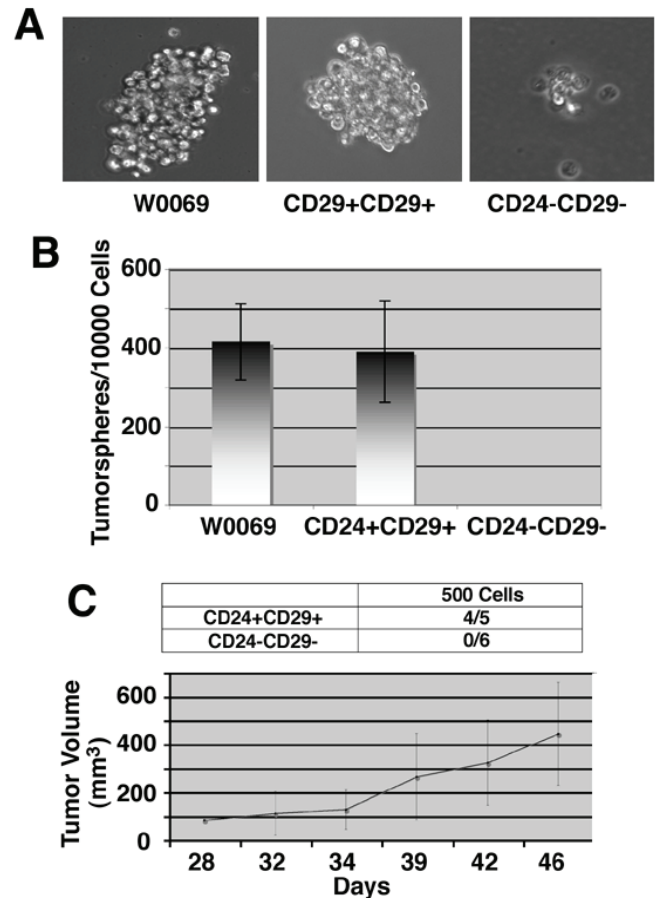 A
W0069 CD29+CD29+ CD24-CD29-
B
Tumorspheres/10000 Cells
600
400
200
0
W0069 CD24+CD29+ CD24-CD29-
C
500 Cells
CD24+CD29+ 4/5
CD24-CD29- 0/6
Tumor Volume
(mm³)
600
400
200
0
28 32 34 39 42 46
Days